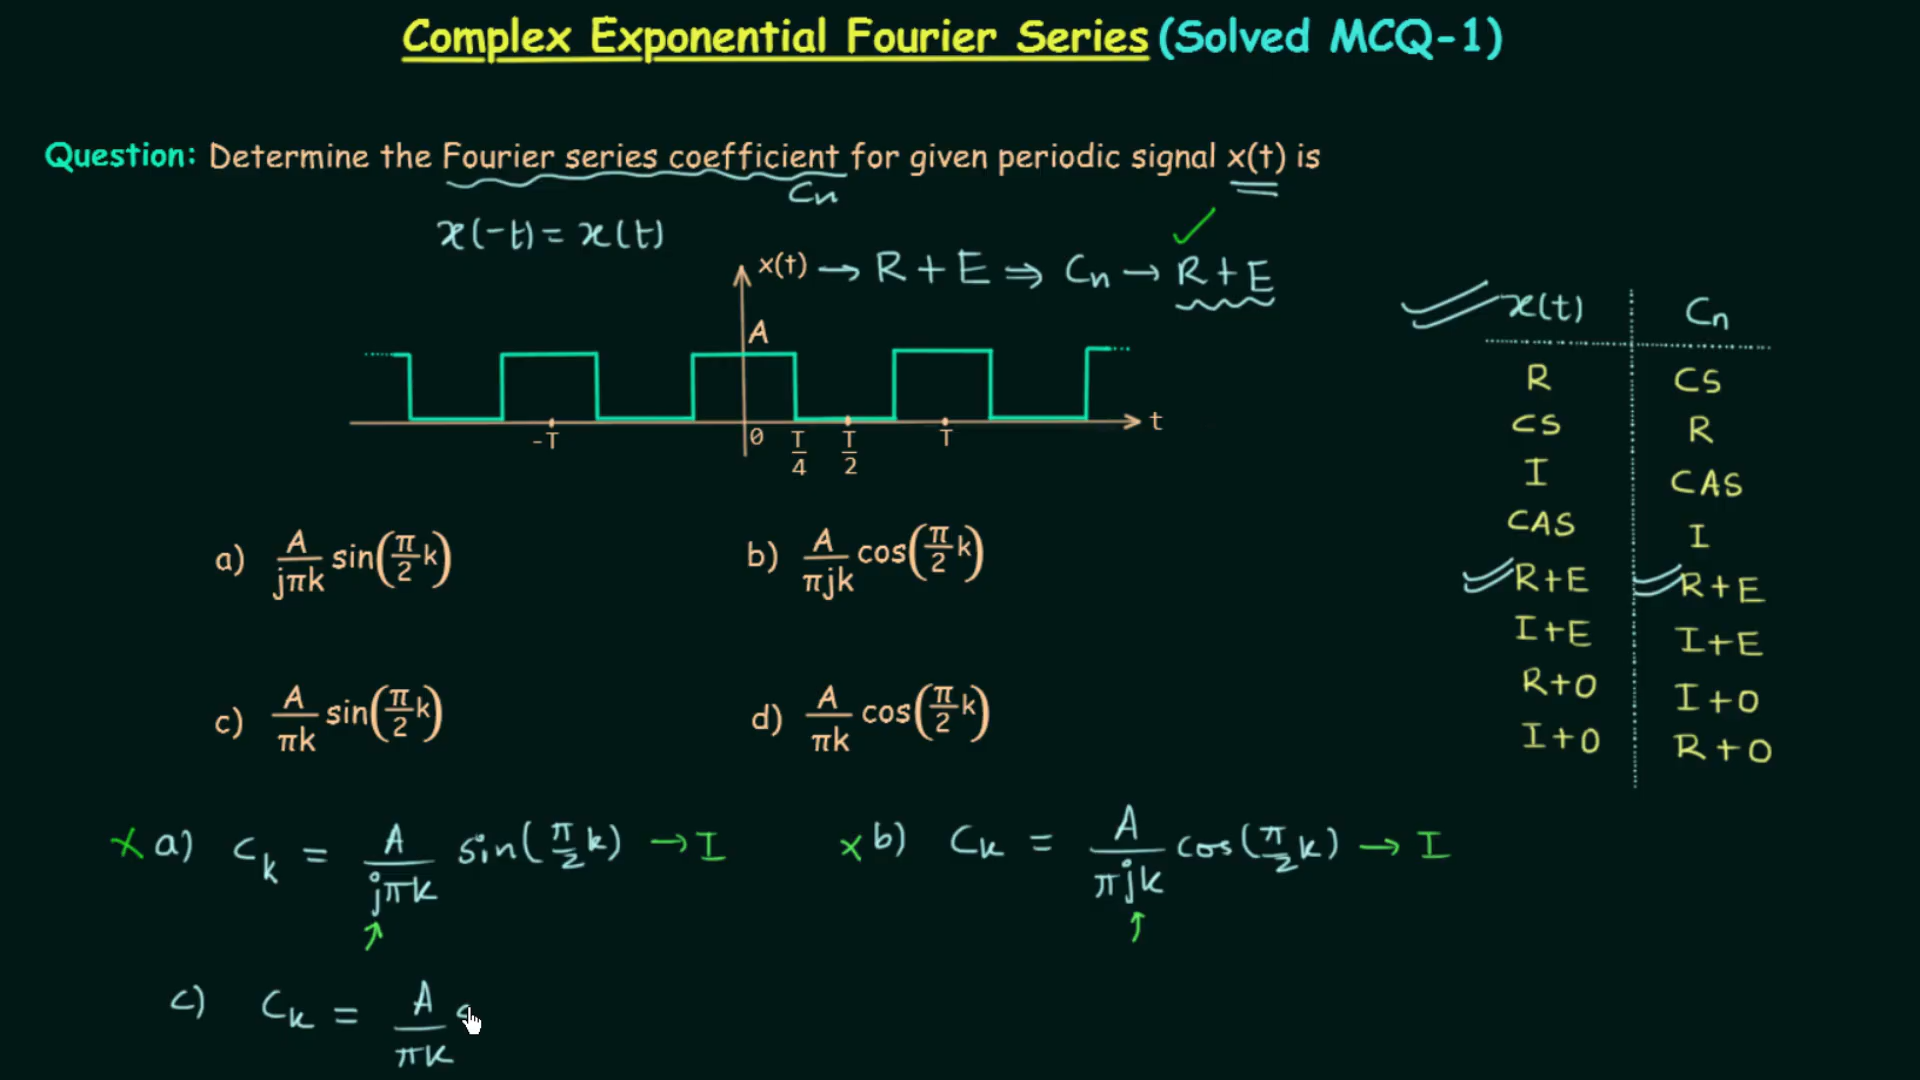 Complex Exponential Fourier Series (Solved MCQ-1)
Question: Determine the Fourier series coefficient for given periodic signal x(t) is
Cn
x(-t) = x(t)
x(t) → R+E ⇒ Cn → R+E
A
-T 0 T/4 T/2 T t
a) A/jπk sin(π/2 k)
b) A/πjk cos(π/2 k)
c) A/πk sin(π/2 k)
d) A/πk cos(π/2 k)
x(t) Cn
R CS
CS R
I CAS
CAS I
R+E R+E
I+E I+E
R+O I+O
I+O R+O
x a) Ck = A/jπk sin(π/2 k) → I
x b) Ck = A/πjk cos(π/2 k) → I
c) Ck = A/πk